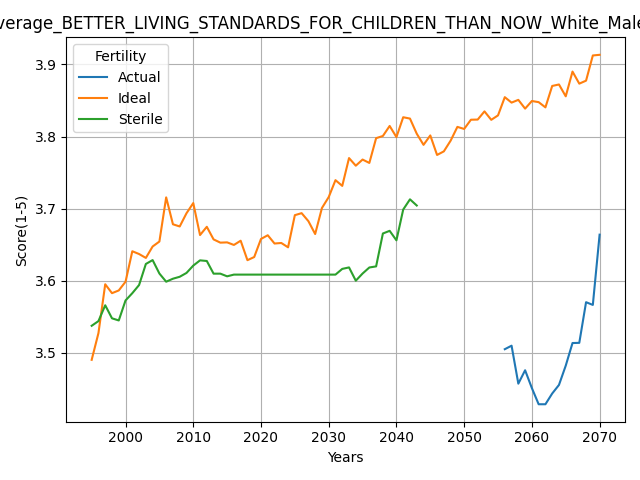 verage_BETTER_LIVING_STANDARDS_FOR_CHILDREN_THAN_NOW_White_Male
Fertility
Actual
Ideal
Sterile
3.9
3.8
3.7
3.6
3.5
Score(1-5)
2000 2010 2020 2030 2040 2050 2060 2070
Years